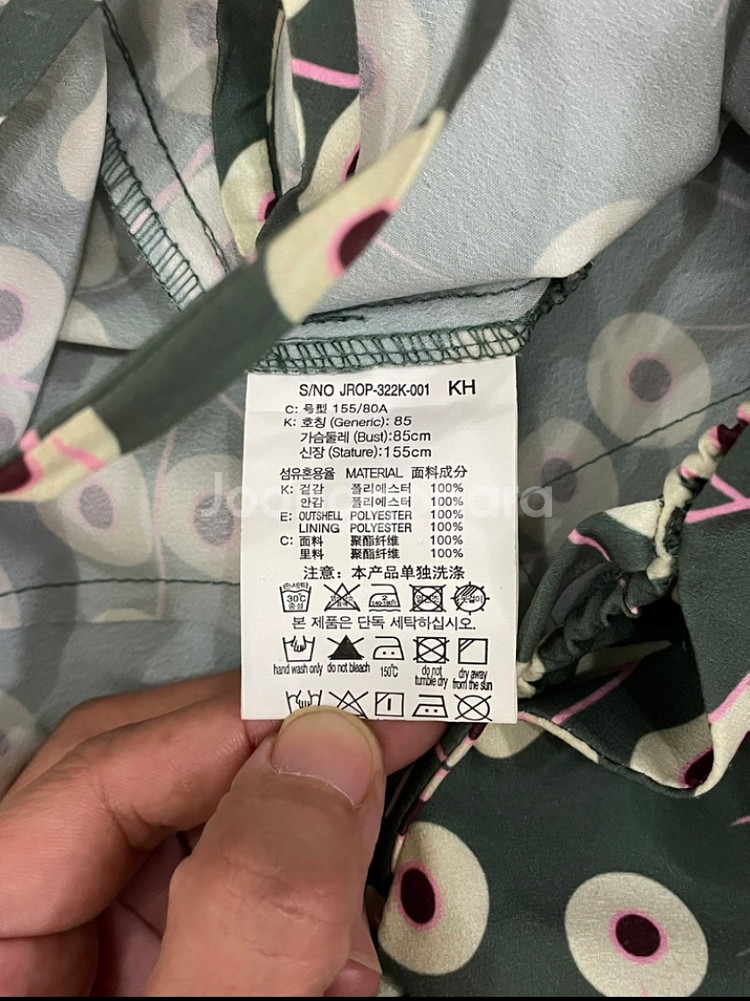 S/NO JROP-322K-001 KH
C: 号型 155/80A
K: 호칭 (Generic): 85
가슴둘레 (Bust):85cm
신장 (Stature):155cm
섬유혼용율 MATERIAL 面料成分
K: 겉감 폴리에스터 100%
안감 폴리에스터 100%
E: OUTSHELL POLYESTER 100%
LINING POLYESTER 100%
C: 面料 聚酯纤维 100%
里料 聚酯纤维 100%
注意: 本产品单独洗涤
30℃
중성
본 제품은 단독 세탁하십시오.
hand wash only do not bleach 150℃ do not tumble dry dry away from the sun